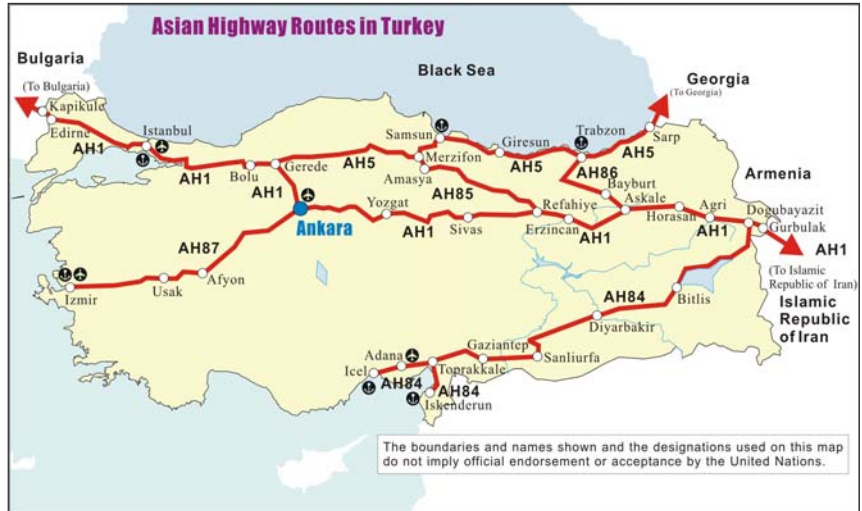 Asian Highway Routes in Turkey
Bulgaria
(To Bulgaria)
Kapikule
Edirne
AH1
Istanbul
Black Sea
Georgia
(To Georgia)
Sarp
Samsun
Giresun
Trabzon
AH5
AH5
AH5
AH1
Bolu
Gerede
Merzifon
Amasya
AH86
Bayburt
Armenia
AH1
AH85
Yozgat
Refahiye
Askale
Horasan
Agri
Dogubayazit
Gurbulak
Ankara
AH1
Sivas
Erzincan
AH1
AH1
AH1
(To Islamic
Republic of Iran)
Islamic
Republic
of Iran
AH87
Izmir
Usak
Afyon
AH84
Bitlis
Diyarbakir
Gaziantep
Sanliurfa
Adana
Icel
AH84
Toprakkale
AH84
Iskenderun
The boundaries and names shown and the designations used on this map
do not imply official endorsement or acceptance by the United Nations.